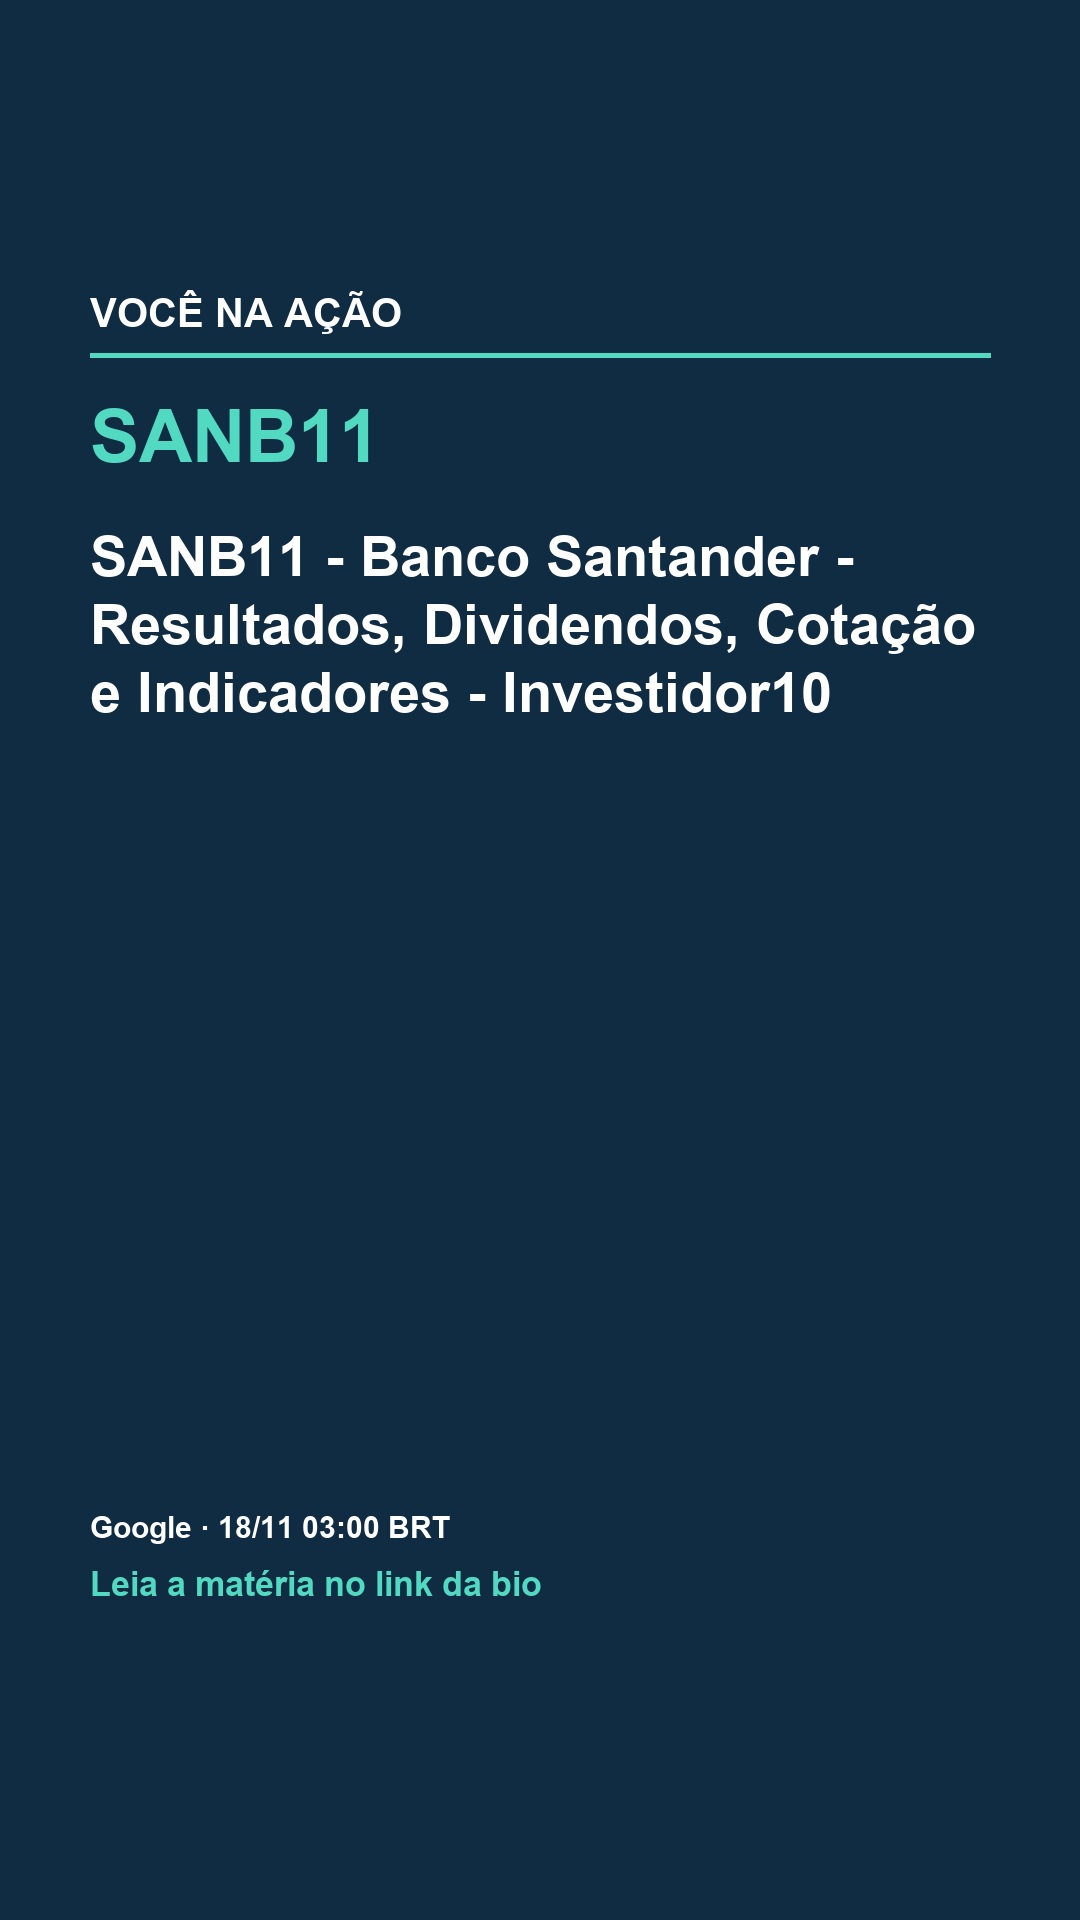 VOCÊ NA AÇÃO
SANB11
SANB11 - Banco Santander -
Resultados, Dividendos, Cotação
e Indicadores - Investidor10
Google · 18/11 03:00 BRT
Leia a matéria no link da bio